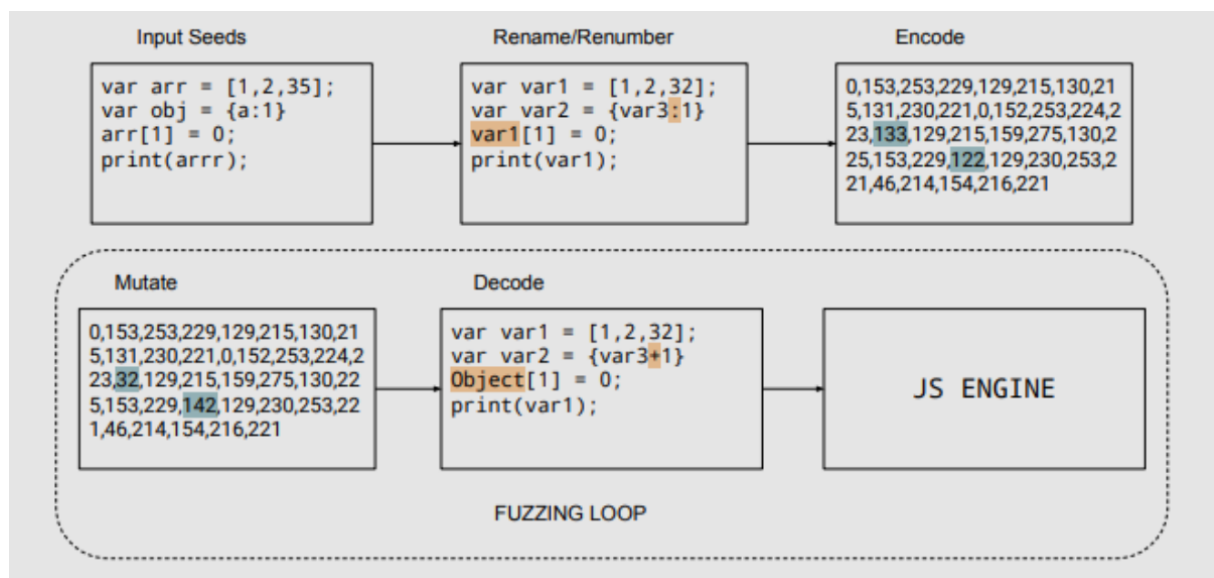 Input Seeds
var arr = [1,2,35];
var obj = {a:1}
arr[1] = 0;
print(arrr);
Rename/Renumber
var var1 = [1,2,32];
var var2 = {var3:1}
var1[1] = 0;
print(var1);
Encode
0,153,253,229,129,215,130,21
5,131,230,221,0,152,253,224,2
23,133,129,215,159,275,130,2
25,153,229,122,129,230,253,2
21,46,214,154,216,221
Mutate
0,153,253,229,129,215,130,21
5,131,230,221,0,152,253,224,2
23,32,129,215,159,275,130,22
5,153,229,142,129,230,253,22
1,46,214,154,216,221
Decode
var var1 = [1,2,32];
var var2 = {var3+1}
Object[1] = 0;
print(var1);
JS ENGINE
FUZZING LOOP